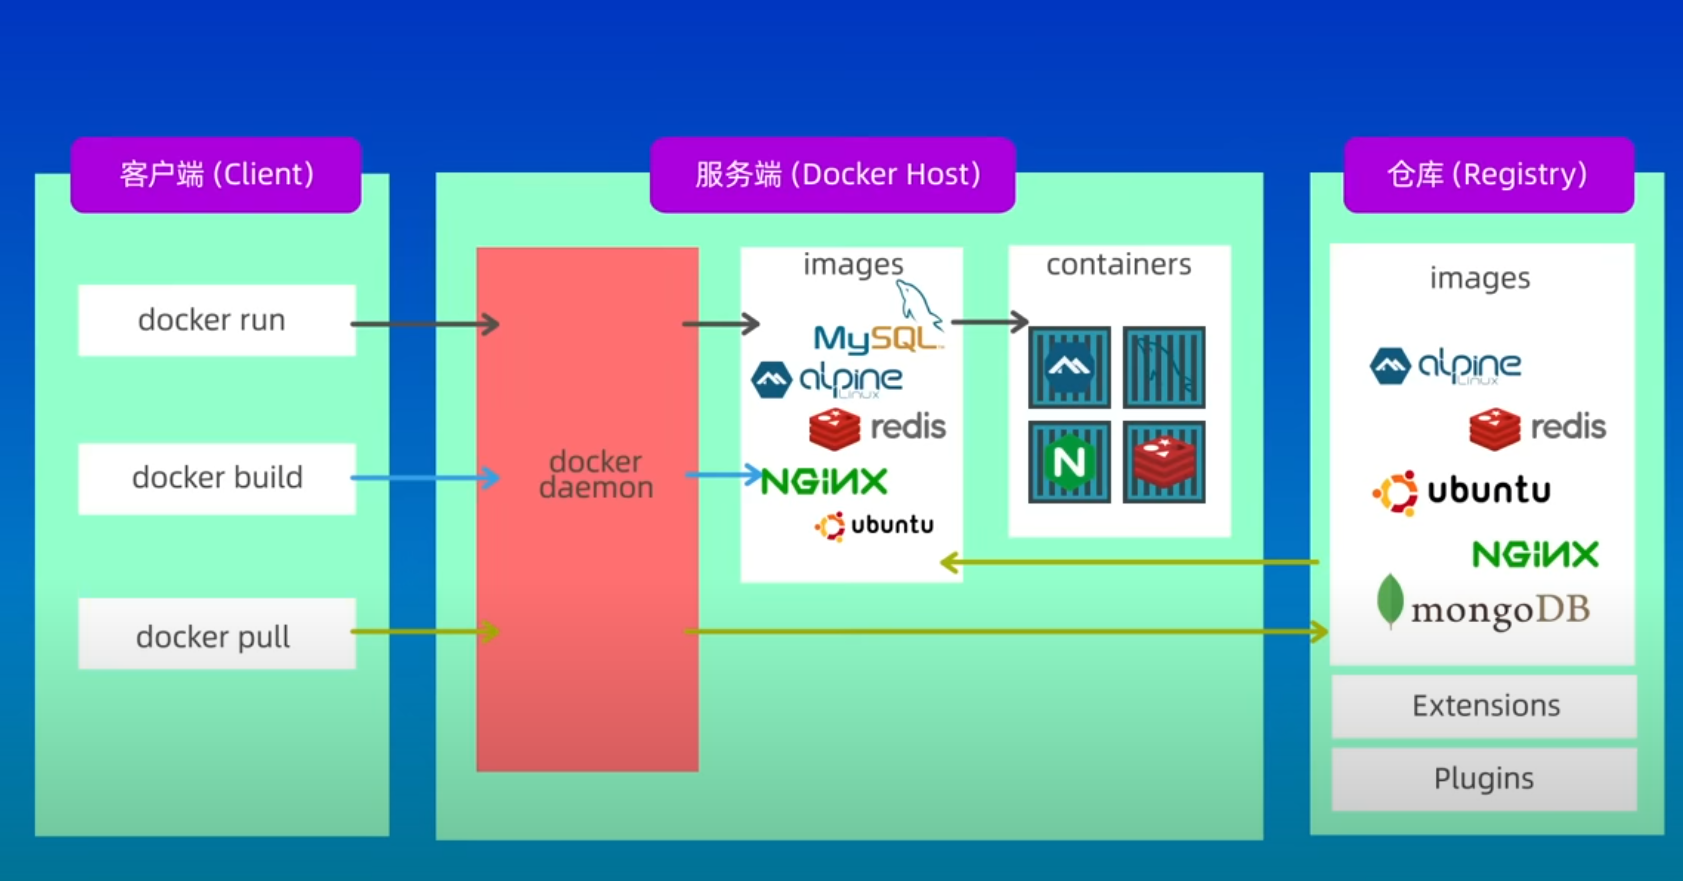 客户端 (Client)
docker run
docker build
docker pull
服务端 (Docker Host)
docker
daemon
images
MySQL
alpine
Linux
redis
NGINX
ubuntu
containers
N
仓库 (Registry)
images
alpine
Linux
redis
ubuntu
NGINX
mongoDB
Extensions
Plugins